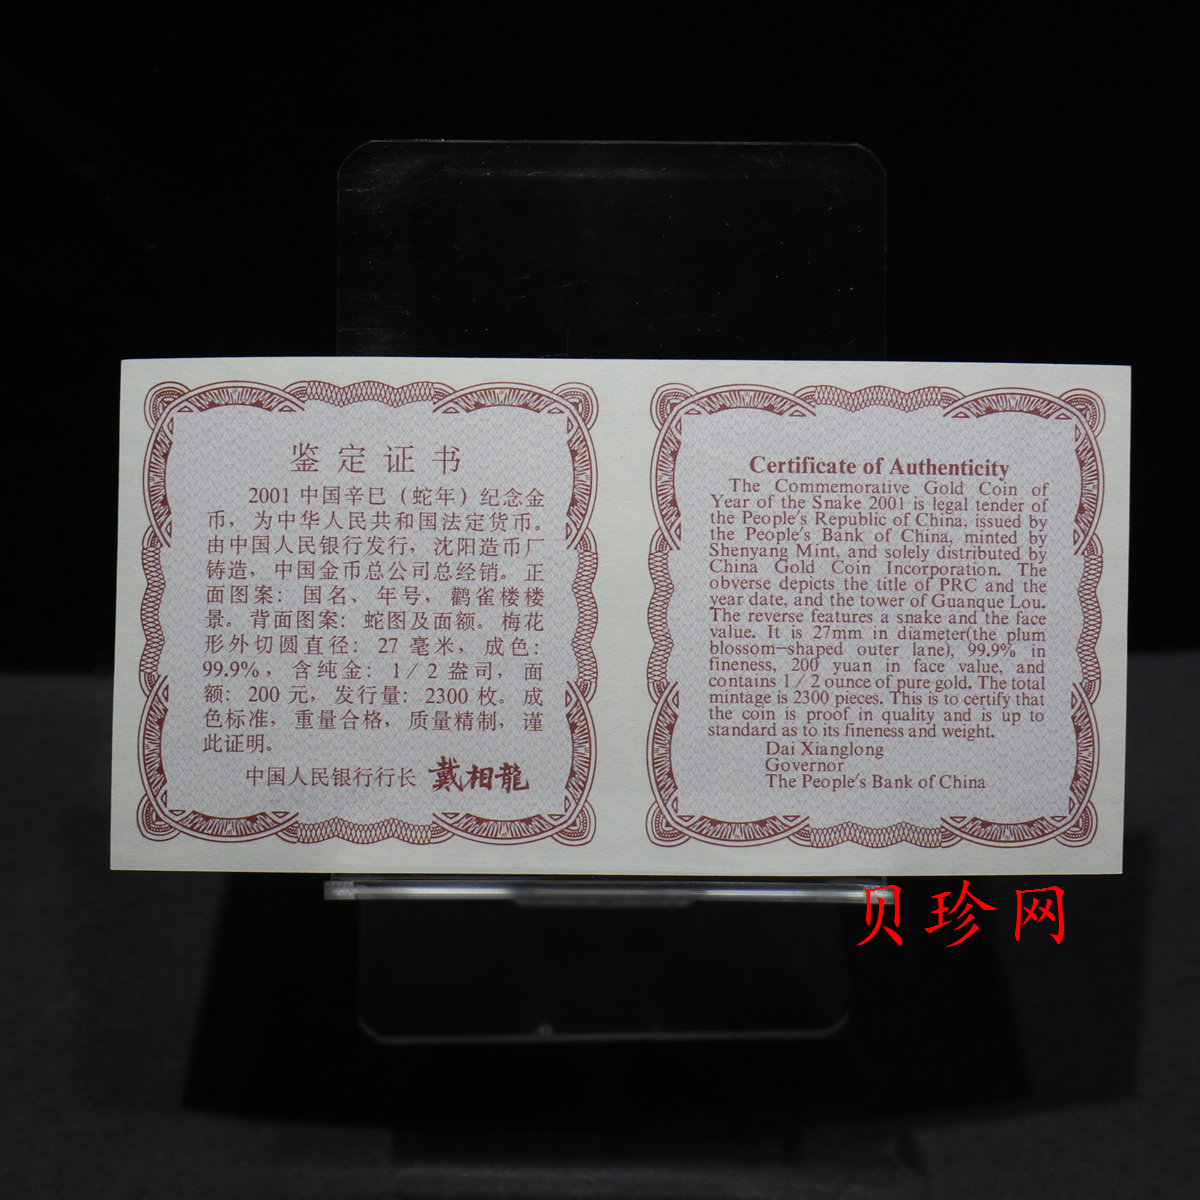 鉴定证书
2001中国辛巳（蛇年）纪念金
币，为中华人民共和国法定货币。
由中国人民银行发行，沈阳造币厂
铸造，中国金币总公司总经销。正
面图案：国名、年号，鹳雀楼楼
景。背面图案：蛇图及面额。梅花
形外切圆直径：27毫米，成色：
99.9%，含纯金：1／2盎司，面
额：200元，发行量：2300枚。成
色标准，重量合格，质量精制，谨
此证明。
中国人民银行行长 戴相龍
Certificate of Authenticity
The Commemorative Gold Coin of
Year of the Snake 2001 is legal tender of
the People's Republic of China, issued by
the People's Bank of China, minted by
Shenyang Mint, and solely distributed by
China Gold Coin Incorporation. The
obverse depicts the title of PRC and the
year date, and the tower of Guanque Lou.
The reverse features a snake and the face
value. It is 27mm in diameter(the plum
blossom-shaped outer lane), 99.9% in
fineness, 200 yuan in face value, and
contains 1／2 ounce of pure gold. The total
mintage is 2300 pieces. This is to certify that
the coin is proof in quality and is up to
standard as to its fineness and weight.
Dai Xianglong
Governor
The People's Bank of China
贝珍网